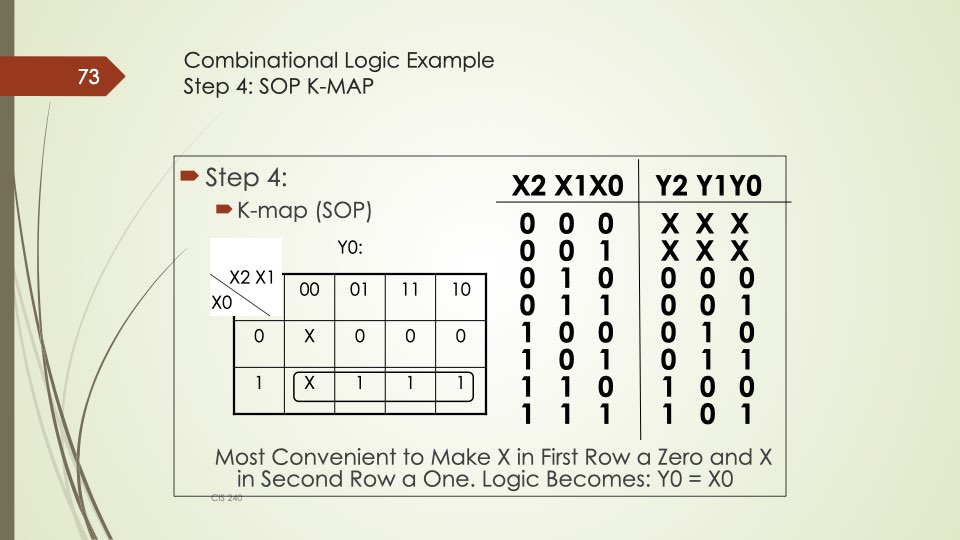 73
Combinational Logic Example
Step 4: SOP K-MAP
Step 4:
K-map (SOP)
Y0:
X2 X1
X0
00 01 11 10
0 X 0 0 0
1 X 1 1 1
X2 X1X0 Y2 Y1Y0
0 0 0 X X X
0 0 1 X X X
0 1 0 0 0 0
0 1 1 0 0 1
1 0 0 0 1 0
1 0 1 0 1 1
1 1 0 1 0 0
1 1 1 1 0 1
Most Convenient to Make X in First Row a Zero and X
in Second Row a One. Logic Becomes: Y0 = X0
CIS 240